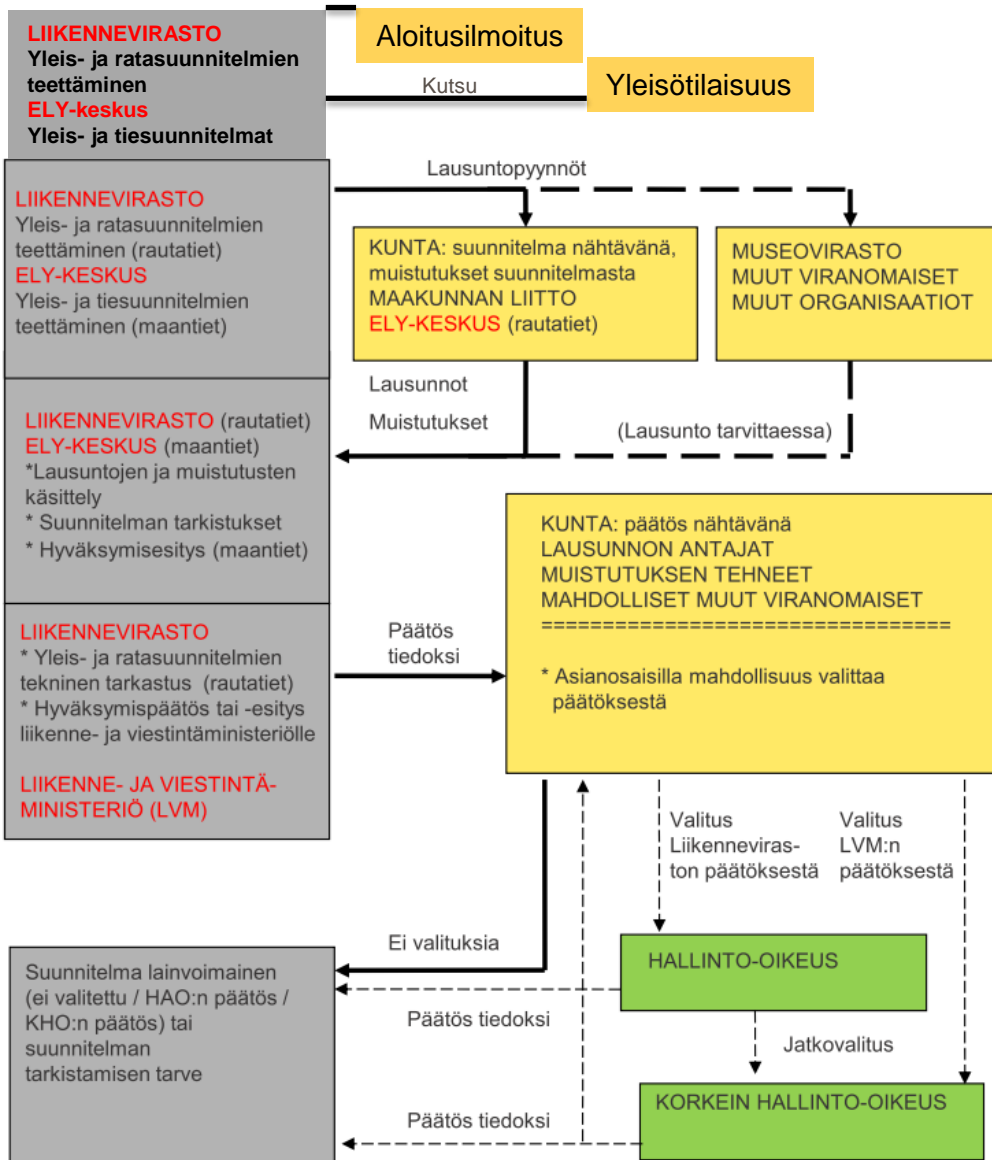 LIIKENNEVIRASTO
Yleis- ja ratasuunnitelmien
teettäminen
ELY-keskus
Yleis- ja tiesuunnitelmat
Aloitusilmoitus
Kutsu
Yleisötilaisuus
Lausuntopyynnöt
LIIKENNEVIRASTO
Yleis- ja ratasuunnitelmien
teettäminen (rautatiet)
ELY-KESKUS
Yleis- ja tiesuunnitelmien
teettäminen (maantiet)
KUNTA: suunnitelma nähtävänä,
muistutukset suunnitelmasta
MAAKUNNAN LIITTO
ELY-KESKUS (rautatiet)
MUSEOVIRASTO
MUUT VIRANOMAISET
MUUT ORGANISAATIOT
Lausunnot
Muistutukset
(Lausunto tarvittaessa)
LIIKENNEVIRASTO (rautatiet)
ELY-KESKUS (maantiet)
*Lausuntojen ja muistutusten
käsittely
* Suunnitelman tarkistukset
* Hyväksymisesitys (maantiet)
KUNTA: päätös nähtävänä
LAUSUNNON ANTAJAT
MUISTUTUKSEN TEHNEET
MAHDOLLISET MUUT VIRANOMAISET
==================================
* Asianosaisilla mahdollisuus valittaa
päätöksestä
Päätös
tiedoksi
LIIKENNEVIRASTO
* Yleis- ja ratasuunnitelmien
tekninen tarkastus (rautatiet)
* Hyväksymispäätös tai -esitys
liikenne- ja viestintäministeriölle
LIIKENNE- JA VIESTINTÄ-
MINISTERIÖ (LVM)
Valitus
Liikenneviras-
ton päätöksestä
Valitus
LVM:n
päätöksestä
Ei valituksia
Suunnitelma lainvoimainen
(ei valitettu / HAO:n päätös /
KHO:n päätös) tai
suunnitelman
tarkistamisen tarve
HALLINTO-OIKEUS
Päätös tiedoksi
Jatkovalitus
KORKEIN HALLINTO-OIKEUS
Päätös tiedoksi